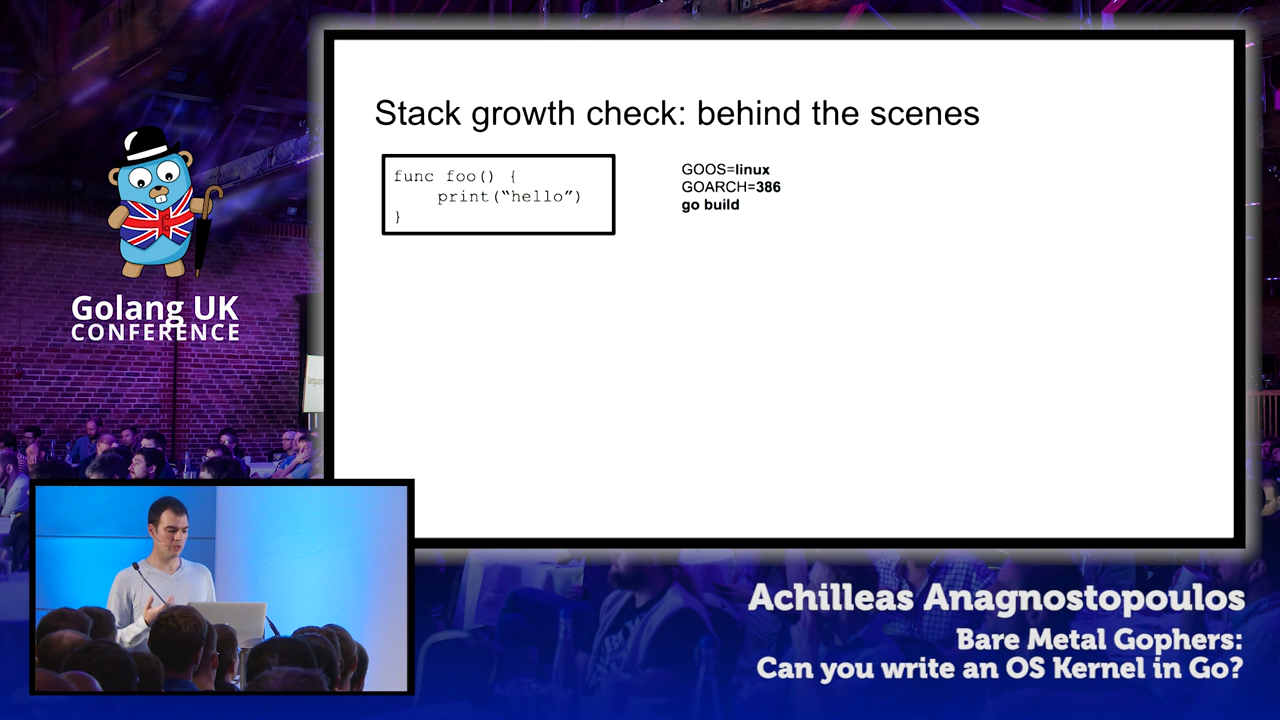 Stack growth check: behind the scenes
func foo() {
print(“hello”)
}
GOOS=linux
GOARCH=386
go build
Golang UK
CONFERENCE
Achilleas Anagnostopoulos
Bare Metal Gophers:
Can you write an OS Kernel in Go?